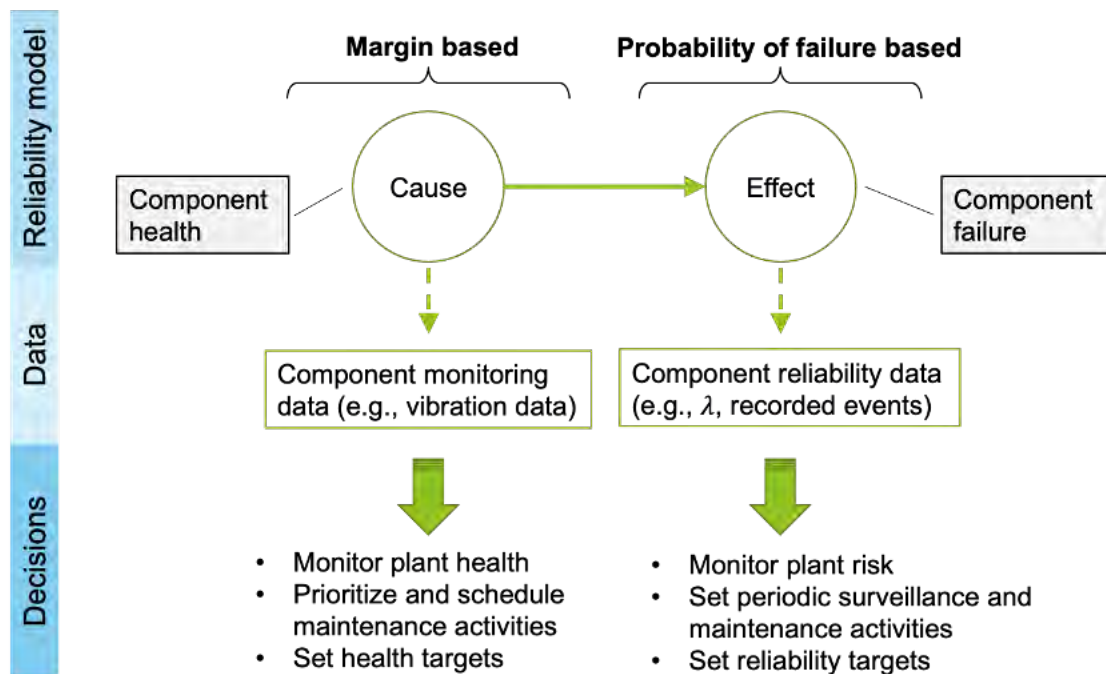 Reliability model
Data
Decisions
Margin based
Probability of failure based
Cause
Effect
Component
health
Component
failure
Component monitoring
data (e.g., vibration data)
Component reliability data
(e.g., λ, recorded events)
• Monitor plant health
• Prioritize and schedule
maintenance activities
• Set health targets
• Monitor plant risk
• Set periodic surveillance and
maintenance activities
• Set reliability targets